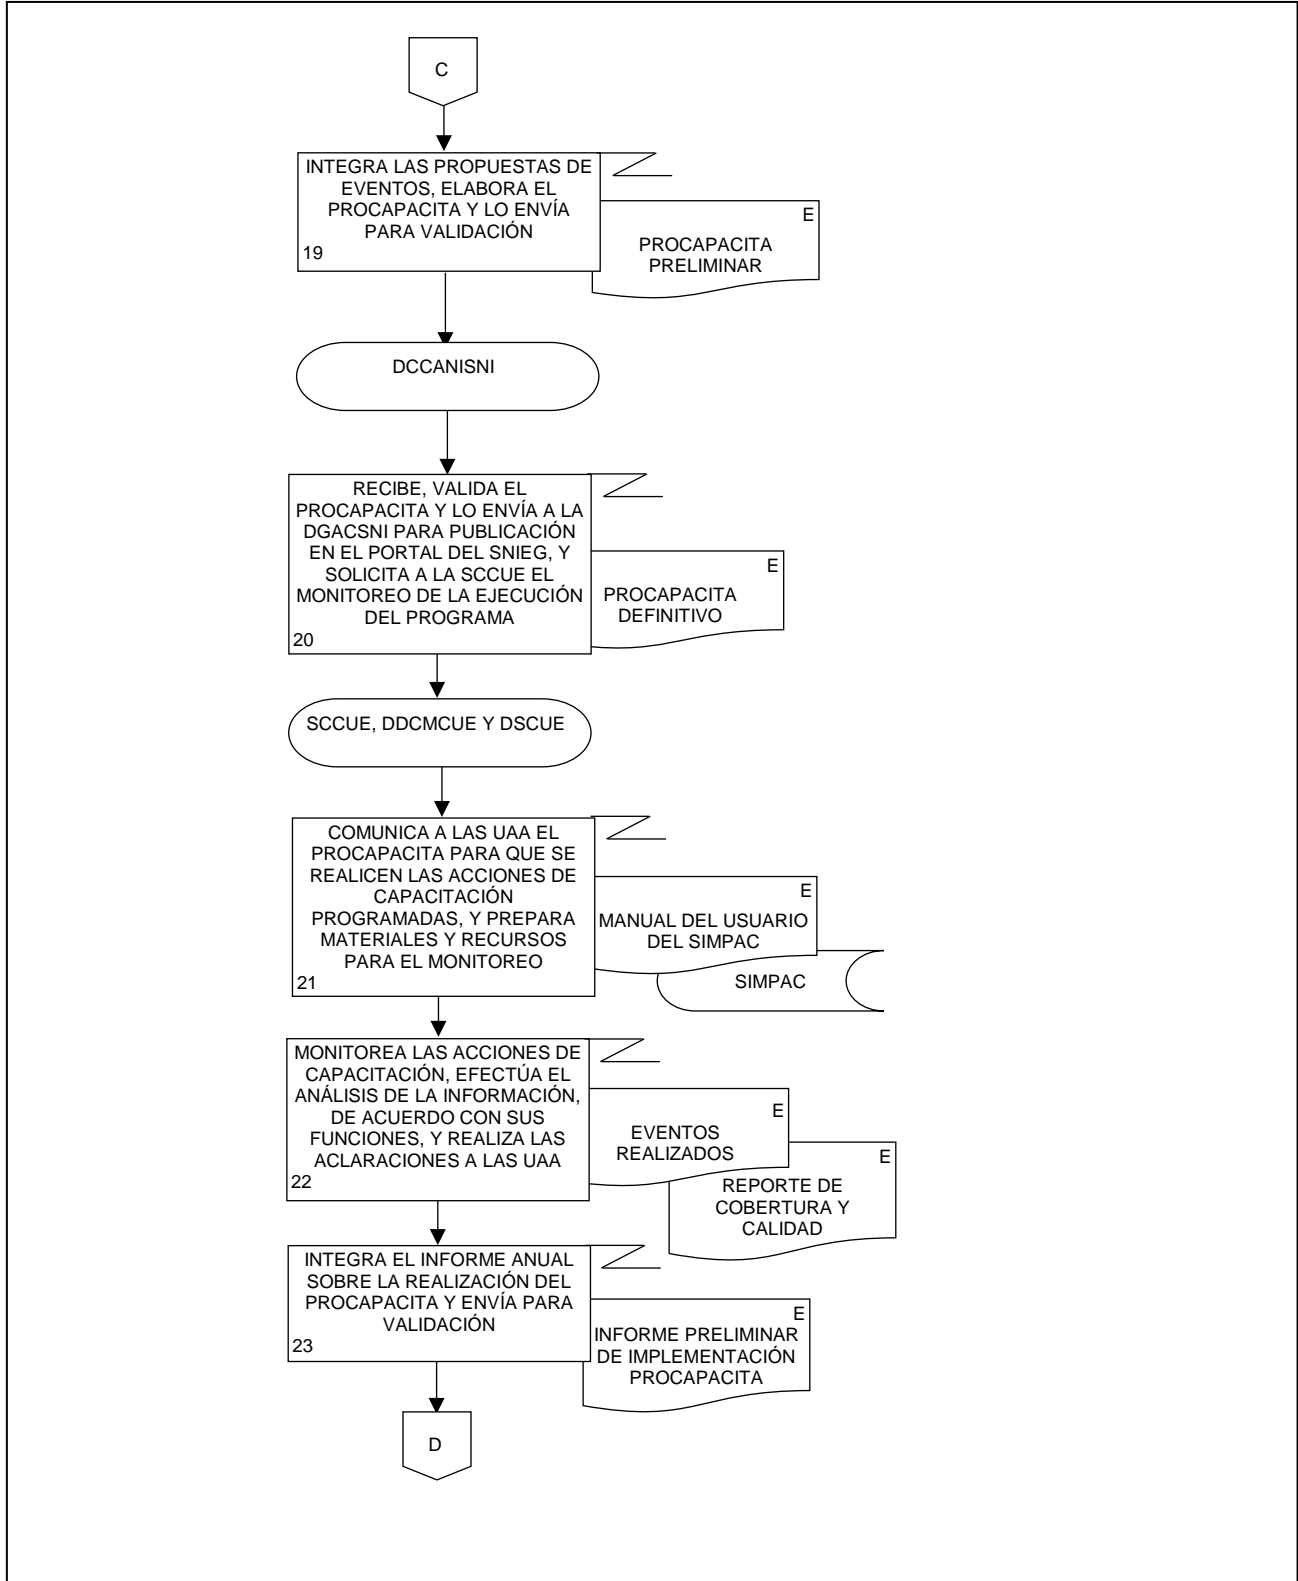 C
INTEGRA LAS PROPUESTAS DE
EVENTOS, ELABORA EL
PROCAPACITA Y LO ENVÍA
PARA VALIDACIÓN
19
E
PROCAPACITA
PRELIMINAR
DCCANISNI
RECIBE, VALIDA EL
PROCAPACITA Y LO ENVÍA A LA
DGACSNI PARA PUBLICACIÓN
EN EL PORTAL DEL SNIEG, Y
SOLICITA A LA SCCUE EL
MONITOREO DE LA EJECUCIÓN
DEL PROGRAMA
20
E
PROCAPACITA
DEFINITIVO
SCCUE, DDCMCUE Y DSCUE
COMUNICA A LAS UAA EL
PROCAPACITA PARA QUE SE
REALICEN LAS ACCIONES DE
CAPACITACIÓN
PROGRAMADAS, Y PREPARA
MATERIALES Y RECURSOS
PARA EL MONITOREO
21
E
MANUAL DEL USUARIO
DEL SIMPAC
SIMPAC
MONITOREA LAS ACCIONES DE
CAPACITACIÓN, EFECTÚA EL
ANÁLISIS DE LA INFORMACIÓN,
DE ACUERDO CON SUS
FUNCIONES, Y REALIZA LAS
ACLARACIONES A LAS UAA
22
E
EVENTOS
REALIZADOS
E
REPORTE DE
COBERTURA Y
CALIDAD
INTEGRA EL INFORME ANUAL
SOBRE LA REALIZACIÓN DEL
PROCAPACITA Y ENVÍA PARA
VALIDACIÓN
23
E
INFORME PRELIMINAR
DE IMPLEMENTACIÓN
PROCAPACITA
D